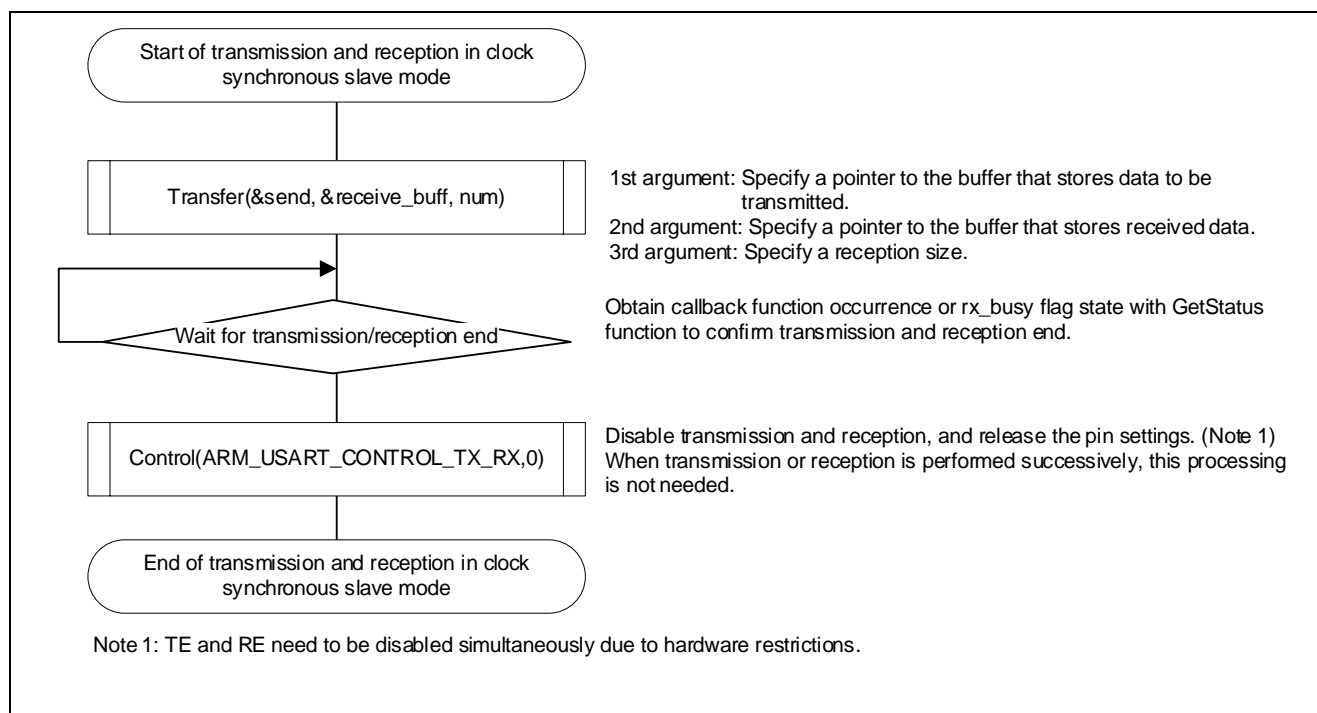 Start of transmission and reception in clock
synchronous slave mode
Transfer(&send, &receive_buff, num)
1st argument: Specify a pointer to the buffer that stores data to be
transmitted.
2nd argument: Specify a pointer to the buffer that stores received data.
3rd argument: Specify a reception size.
Wait for transmission/reception end
Obtain callback function occurrence or rx_busy flag state with GetStatus
function to confirm transmission and reception end.
Control(ARM_USART_CONTROL_TX_RX,0)
Disable transmission and reception, and release the pin settings. (Note 1)
When transmission or reception is performed successively, this processing
is not needed.
End of transmission and reception in clock
synchronous slave mode
Note 1: TE and RE need to be disabled simultaneously due to hardware restrictions.